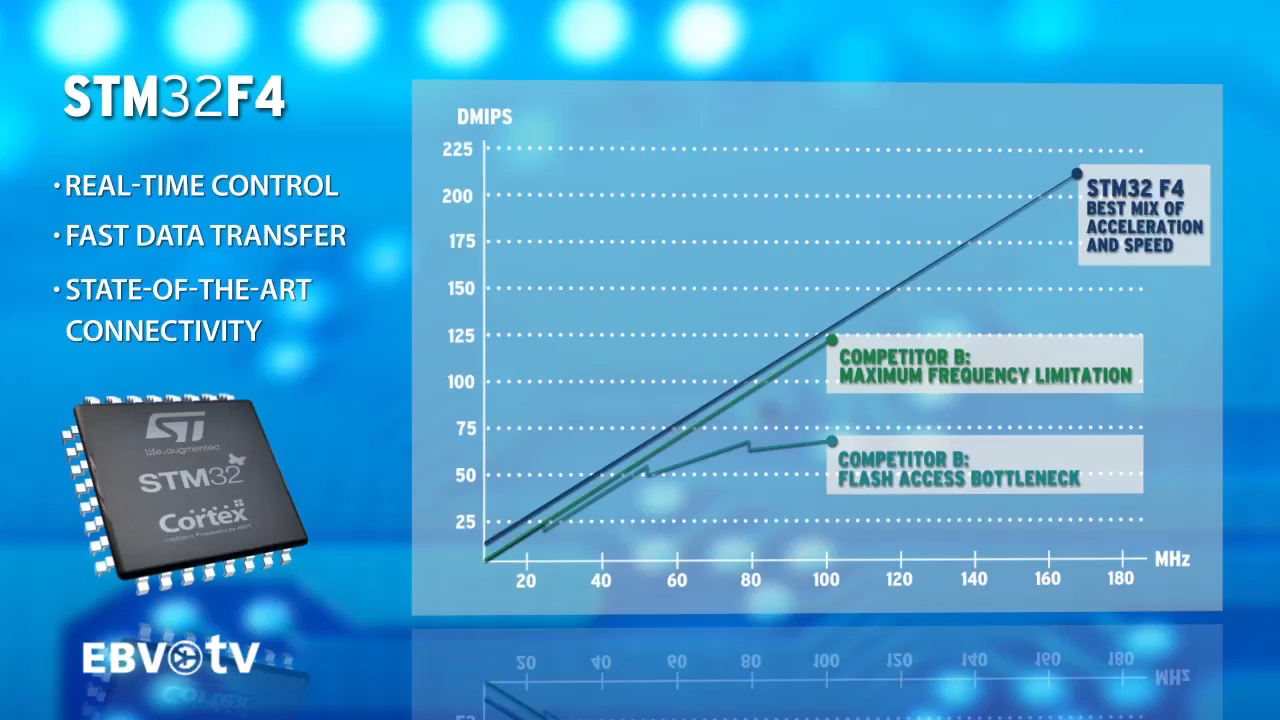 STM32F4
· REAL-TIME CONTROL
· FAST DATA TRANSFER
· STATE-OF-THE-ART
CONNECTIVITY
ST
life.augmented
STM32
Cortex
EBV tv
DMIPS
225
200
175
150
125
100
75
50
25
20 40 60 80 100 120 140 160 180
MHz
STM32 F4
BEST MIX OF
ACCELERATION
AND SPEED
COMPETITOR B:
MAXIMUM FREQUENCY LIMITATION
COMPETITOR B:
FLASH ACCESS BOTTLENECK